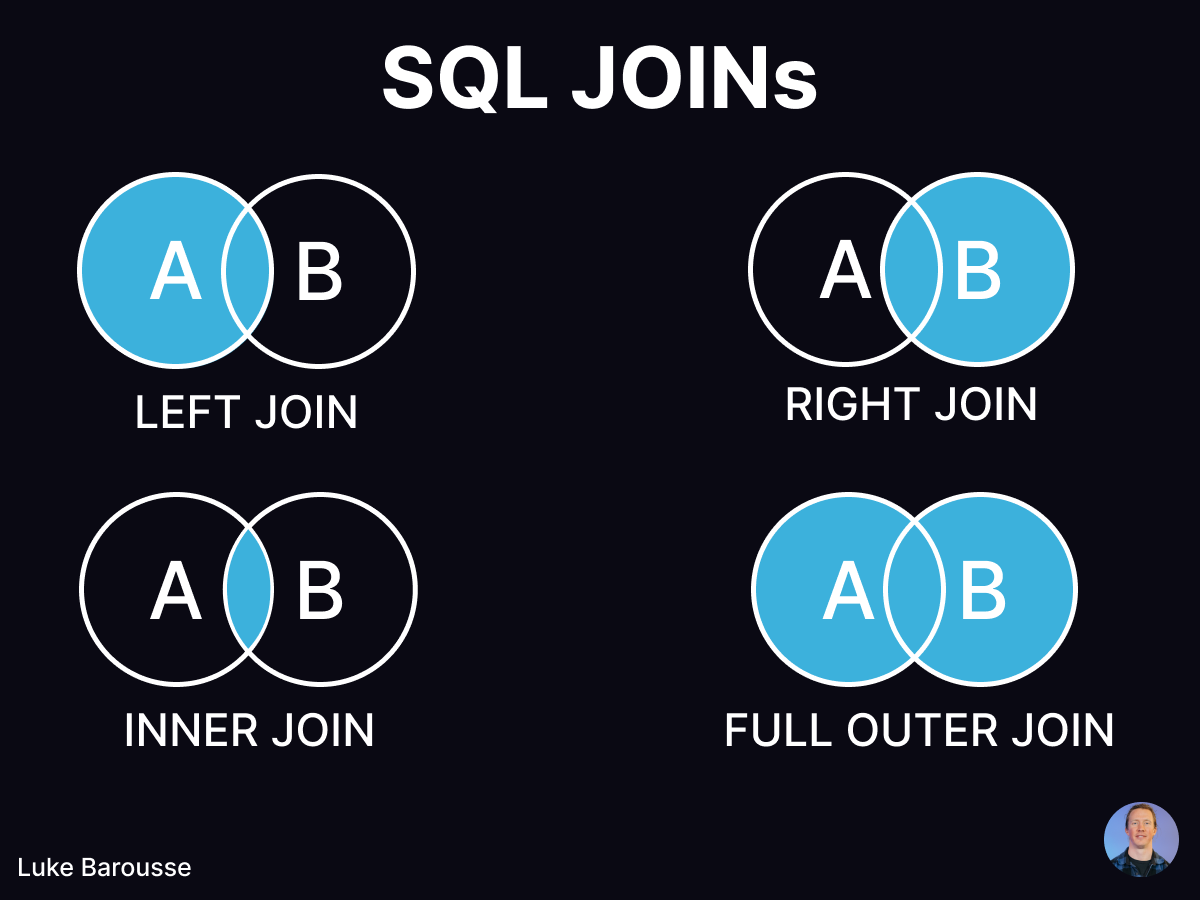 SQL JOINs
A B
LEFT JOIN
A B
RIGHT JOIN
A B
INNER JOIN
A B
FULL OUTER JOIN
Luke Barousse